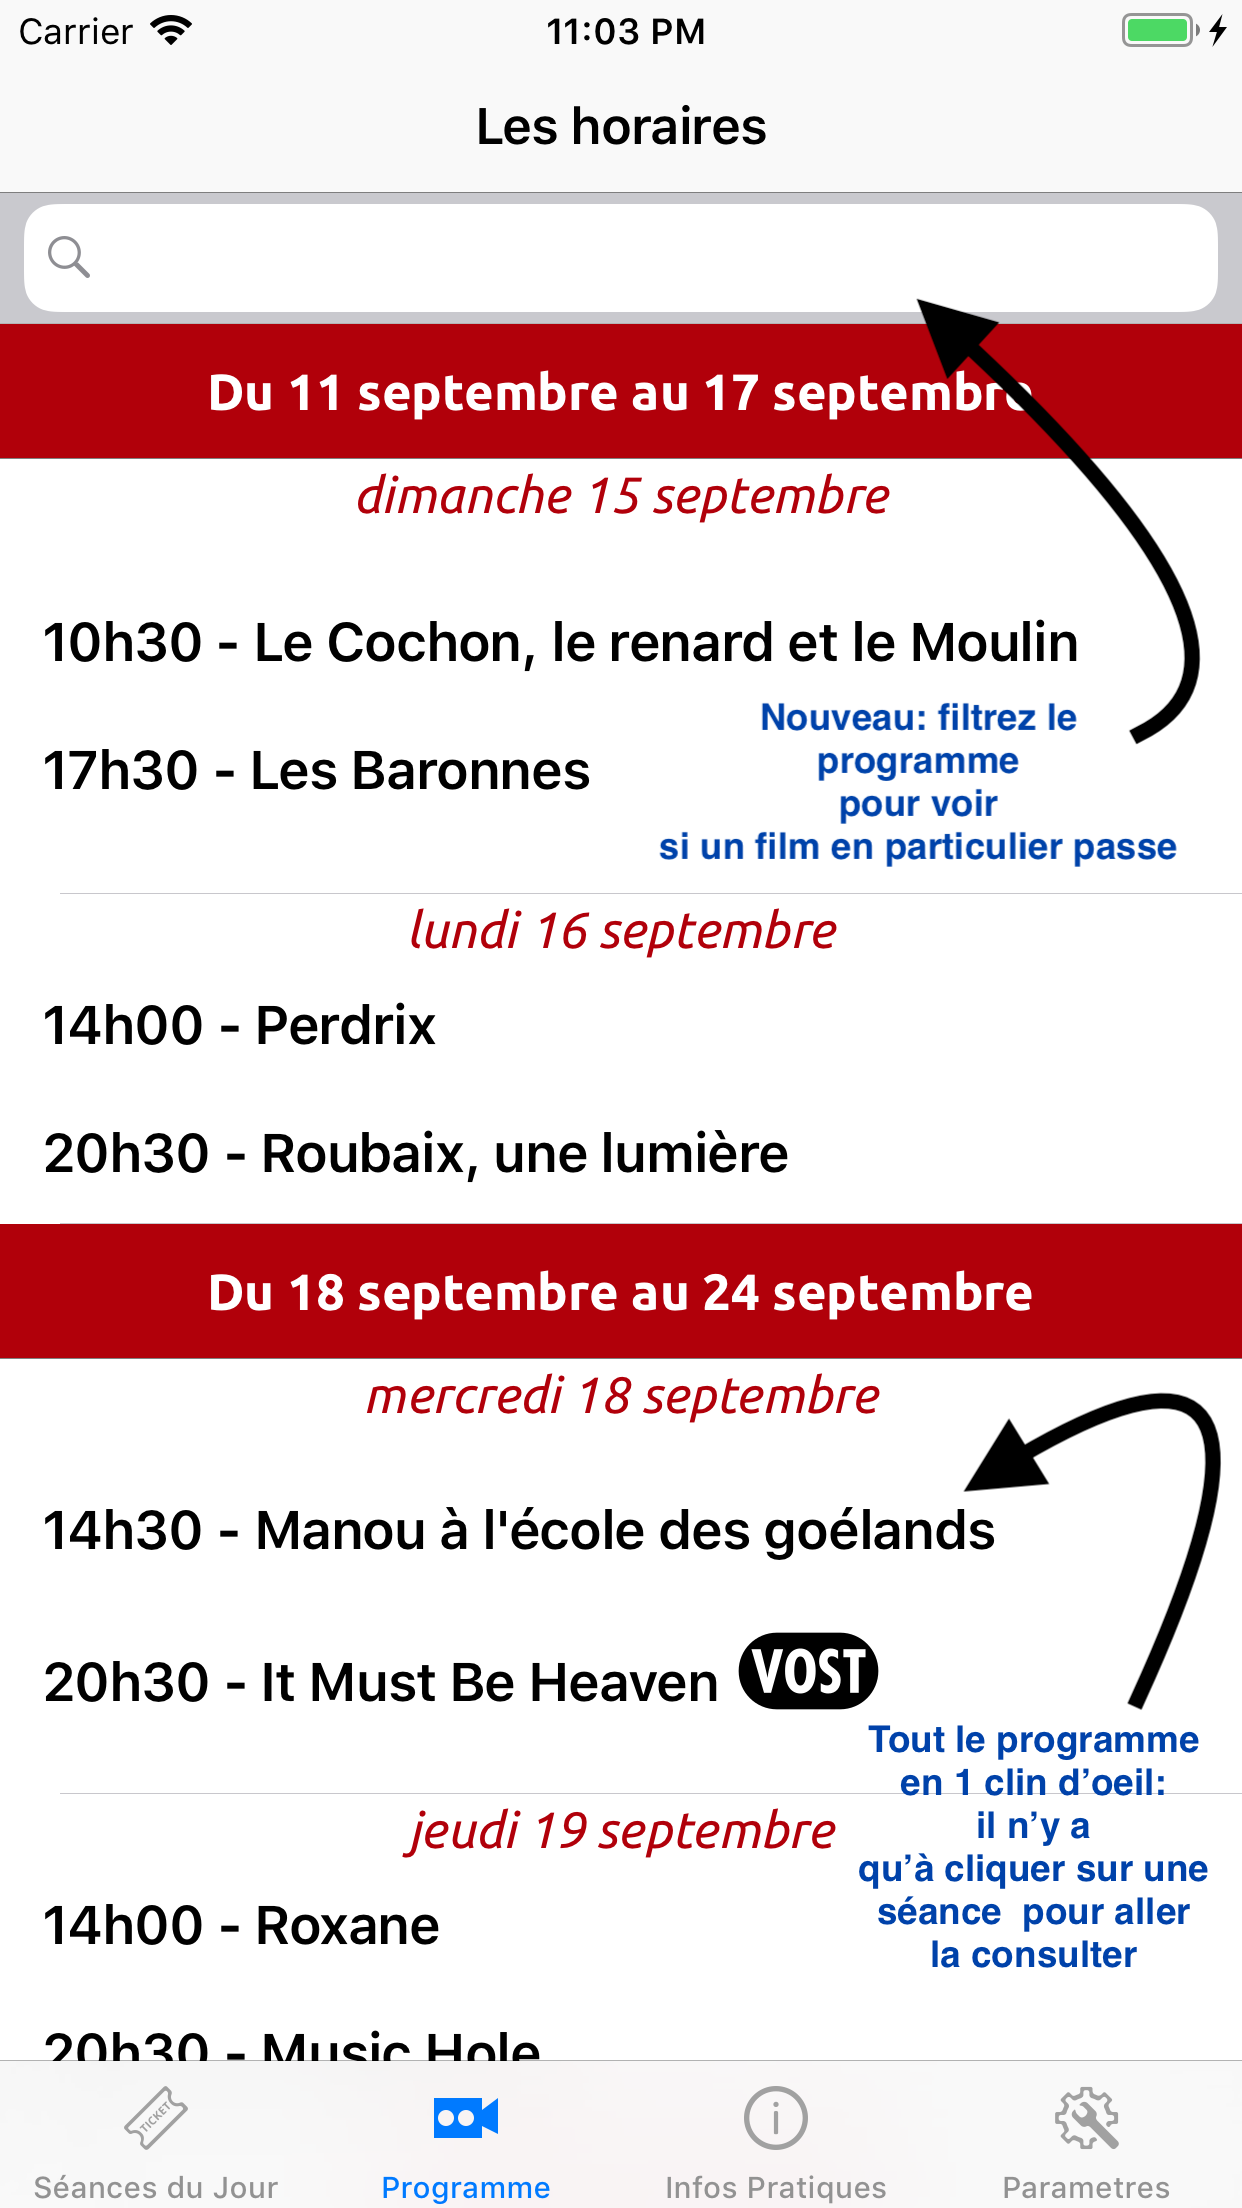 Carrier 11:03 PM
Les horaires
Du 11 septembre au 17 septembre
dimanche 15 septembre
10h30 - Le Cochon, le renard et le Moulin
17h30 - Les Baronnes
Nouveau: filtrez le
programme
pour voir
si un film en particulier passe
lundi 16 septembre
14h00 - Perdrix
20h30 - Roubaix, une lumière
Du 18 septembre au 24 septembre
mercredi 18 septembre
14h30 - Manou à l'école des goélands
20h30 - It Must Be Heaven VOST
Tout le programme
en 1 clin d’oeil:
il n’y a
qu’à cliquer sur une
séance  pour aller
la consulter
jeudi 19 septembre
14h00 - Roxane
20h30 - Music Hole
TICKET
Séances du Jour
Programme
Infos Pratiques
Parametres